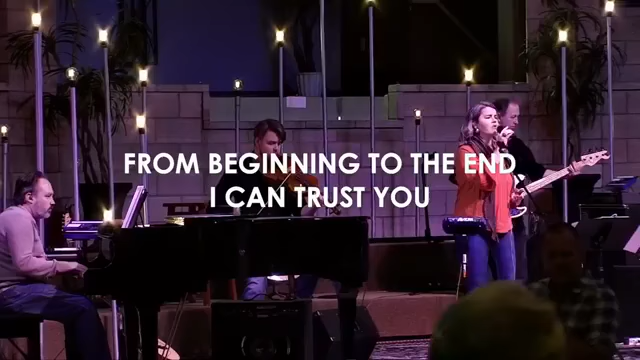 FROM BEGINNING TO THE END
I CAN TRUST YOU